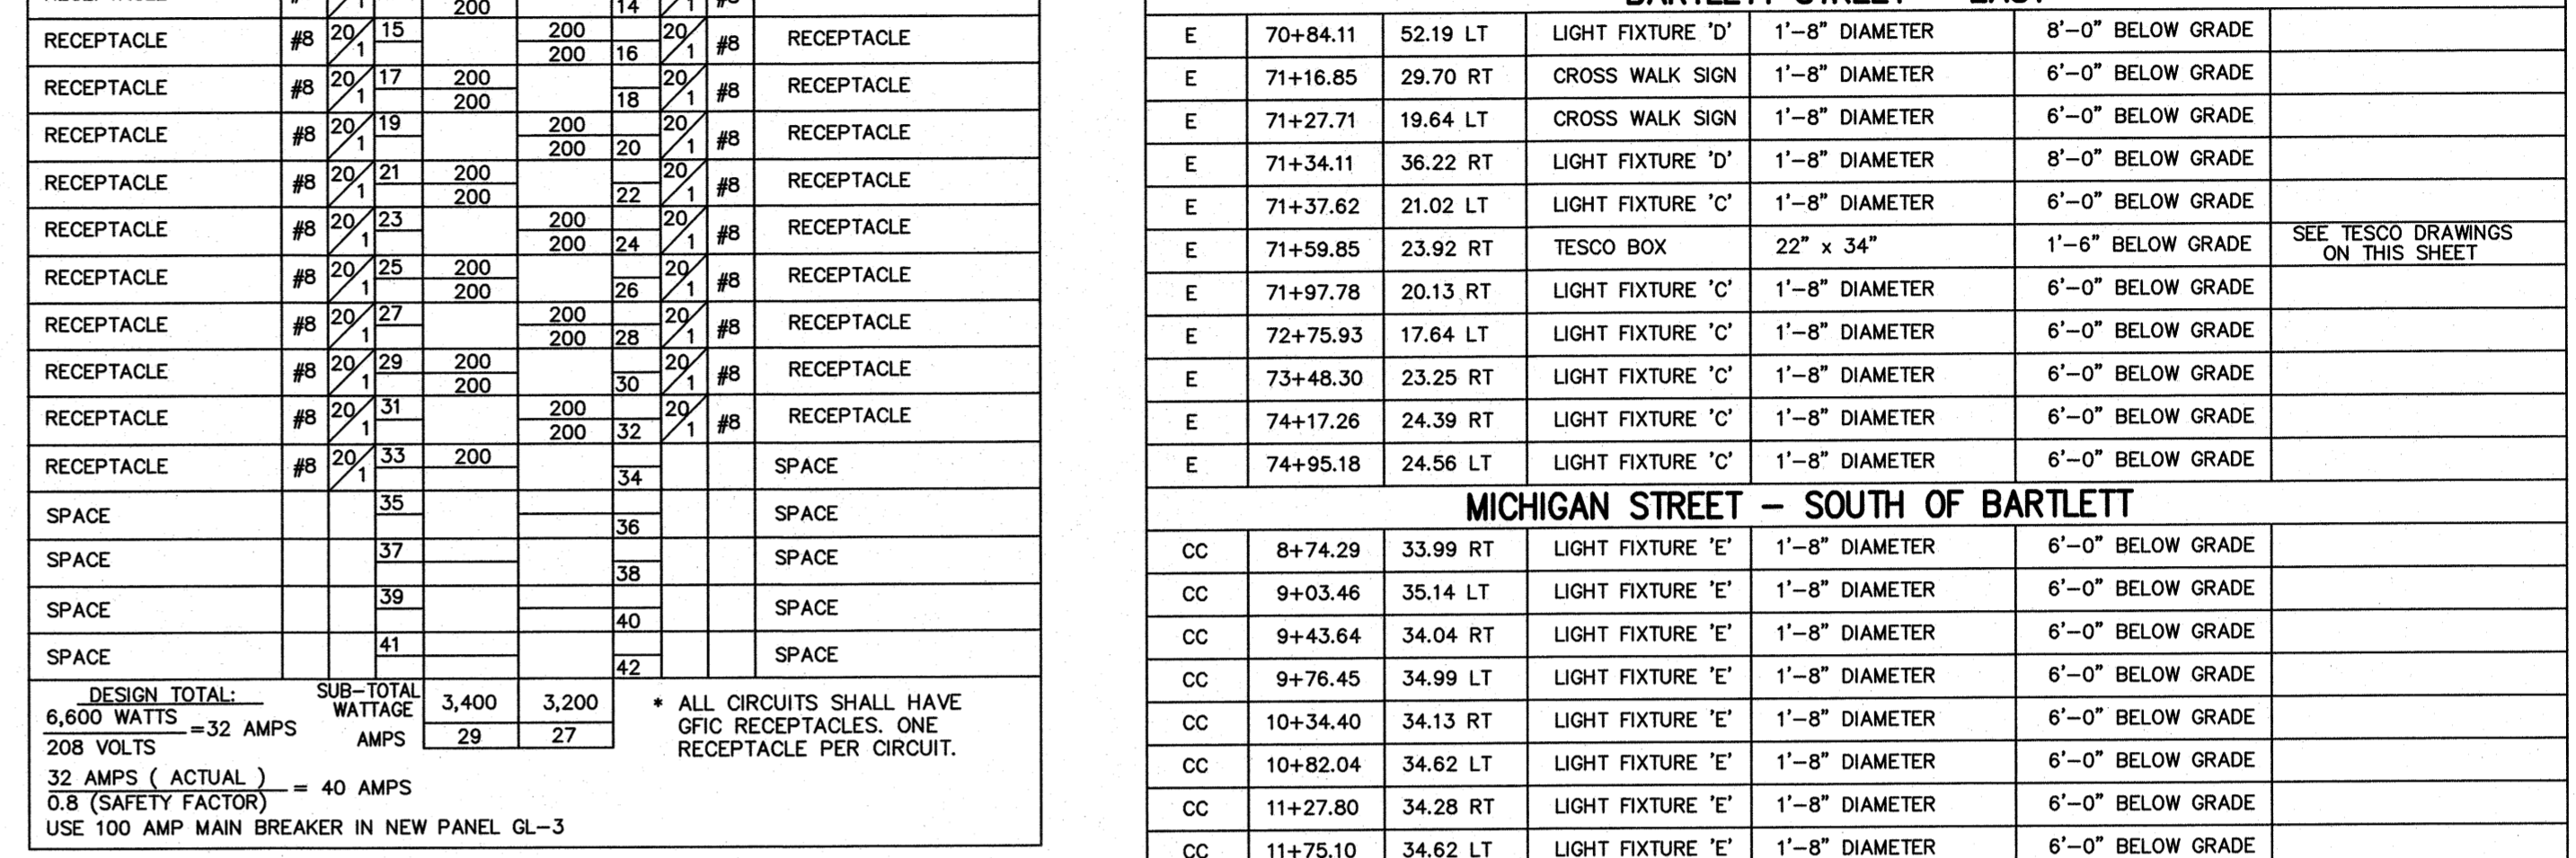 200 14
RECEPTACLE #8 20/1 15 200 20/1 #8 RECEPTACLE
200 16
RECEPTACLE #8 20/1 17 200 20/1 #8 RECEPTACLE
200 18
RECEPTACLE #8 20/1 19 200 20/1 #8 RECEPTACLE
200 20
RECEPTACLE #8 20/1 21 200 20/1 #8 RECEPTACLE
200 22
RECEPTACLE #8 20/1 23 200 20/1 #8 RECEPTACLE
200 24
RECEPTACLE #8 20/1 25 200 20/1 #8 RECEPTACLE
200 26
RECEPTACLE #8 20/1 27 200 20/1 #8 RECEPTACLE
200 28
RECEPTACLE #8 20/1 29 200 20/1 #8 RECEPTACLE
200 30
RECEPTACLE #8 20/1 31 200 20/1 #8 RECEPTACLE
200 32
RECEPTACLE #8 20/1 33 200 SPACE
34
SPACE 35 SPACE
36
SPACE 37 SPACE
38
SPACE 39 SPACE
40
SPACE 41 SPACE
42
DESIGN TOTAL:
6,600 WATTS
208 VOLTS
=32 AMPS
SUB-TOTAL
WATTAGE 3,400 3,200
AMPS 29 27
* ALL CIRCUITS SHALL HAVE
GFIC RECEPTACLES. ONE
RECEPTACLE PER CIRCUIT.
32 AMPS ( ACTUAL )
0.8 (SAFETY FACTOR)
= 40 AMPS
USE 100 AMP MAIN BREAKER IN NEW PANEL GL-3
BARTLETT STREET - EAST
E 70+84.11 52.19 LT LIGHT FIXTURE 'D' 1'-8" DIAMETER 8'-0" BELOW GRADE
E 71+16.85 29.70 RT CROSS WALK SIGN 1'-8" DIAMETER 6'-0" BELOW GRADE
E 71+27.71 19.64 LT CROSS WALK SIGN 1'-8" DIAMETER 6'-0" BELOW GRADE
E 71+34.11 36.22 RT LIGHT FIXTURE 'D' 1'-8" DIAMETER 8'-0" BELOW GRADE
E 71+37.62 21.02 LT LIGHT FIXTURE 'C' 1'-8" DIAMETER 6'-0" BELOW GRADE
E 71+59.85 23.92 RT TESCO BOX 22" x 34" 1'-6" BELOW GRADE SEE TESCO DRAWINGS
ON THIS SHEET
E 71+97.78 20.13 RT LIGHT FIXTURE 'C' 1'-8" DIAMETER 6'-0" BELOW GRADE
E 72+75.93 17.64 LT LIGHT FIXTURE 'C' 1'-8" DIAMETER 6'-0" BELOW GRADE
E 73+48.30 23.25 RT LIGHT FIXTURE 'C' 1'-8" DIAMETER 6'-0" BELOW GRADE
E 74+17.26 24.39 RT LIGHT FIXTURE 'C' 1'-8" DIAMETER 6'-0" BELOW GRADE
E 74+95.18 24.56 LT LIGHT FIXTURE 'C' 1'-8" DIAMETER 6'-0" BELOW GRADE
MICHIGAN STREET - SOUTH OF BARTLETT
CC 8+74.29 33.99 RT LIGHT FIXTURE 'E' 1'-8" DIAMETER 6'-0" BELOW GRADE
CC 9+03.46 35.14 LT LIGHT FIXTURE 'E' 1'-8" DIAMETER 6'-0" BELOW GRADE
CC 9+43.64 34.04 RT LIGHT FIXTURE 'E' 1'-8" DIAMETER 6'-0" BELOW GRADE
CC 9+76.45 34.99 LT LIGHT FIXTURE 'E' 1'-8" DIAMETER 6'-0" BELOW GRADE
CC 10+34.40 34.13 RT LIGHT FIXTURE 'E' 1'-8" DIAMETER 6'-0" BELOW GRADE
CC 10+82.04 34.62 LT LIGHT FIXTURE 'E' 1'-8" DIAMETER 6'-0" BELOW GRADE
CC 11+27.80 34.28 RT LIGHT FIXTURE 'E' 1'-8" DIAMETER 6'-0" BELOW GRADE
CC 11+75.10 34.62 LT LIGHT FIXTURE 'E' 1'-8" DIAMETER 6'-0" BELOW GRADE